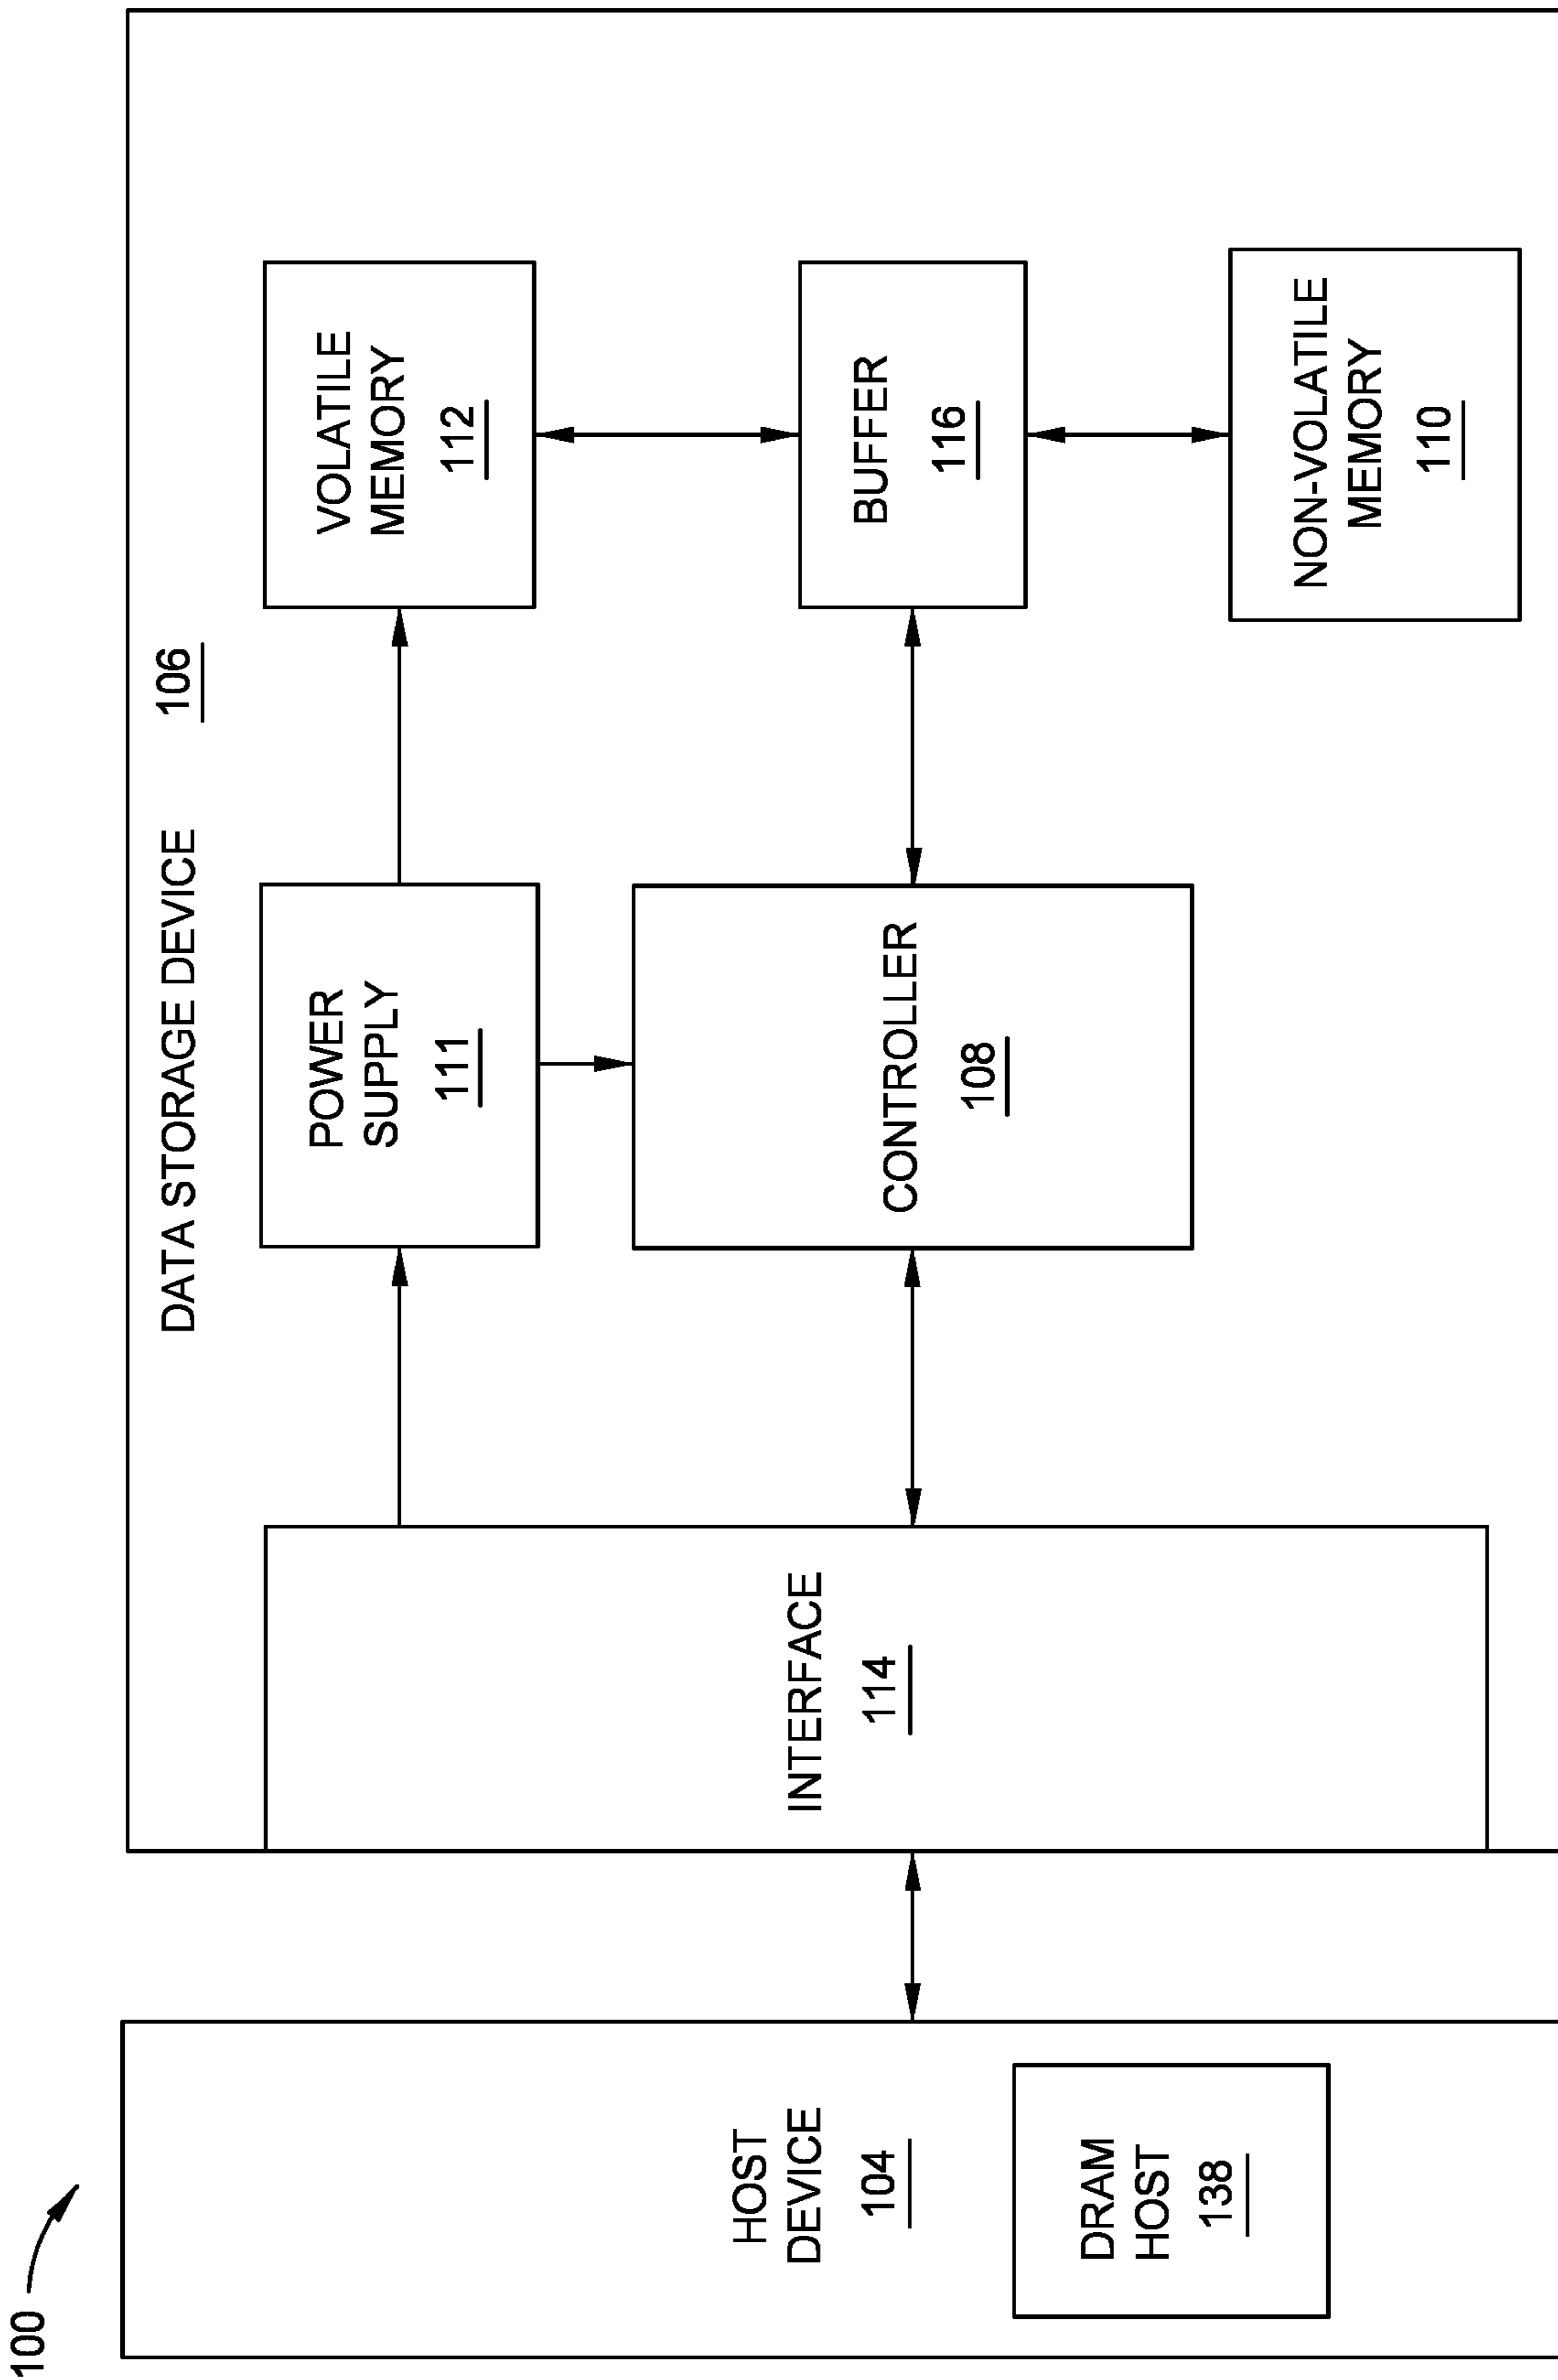 100
HOST
DEVICE
104
DRAM
HOST
138
DATA STORAGE DEVICE 106
INTERFACE
114
POWER
SUPPLY
111
CONTROLLER
108
VOLATILE
MEMORY
112
BUFFER
116
NON-VOLATILE
MEMORY
110